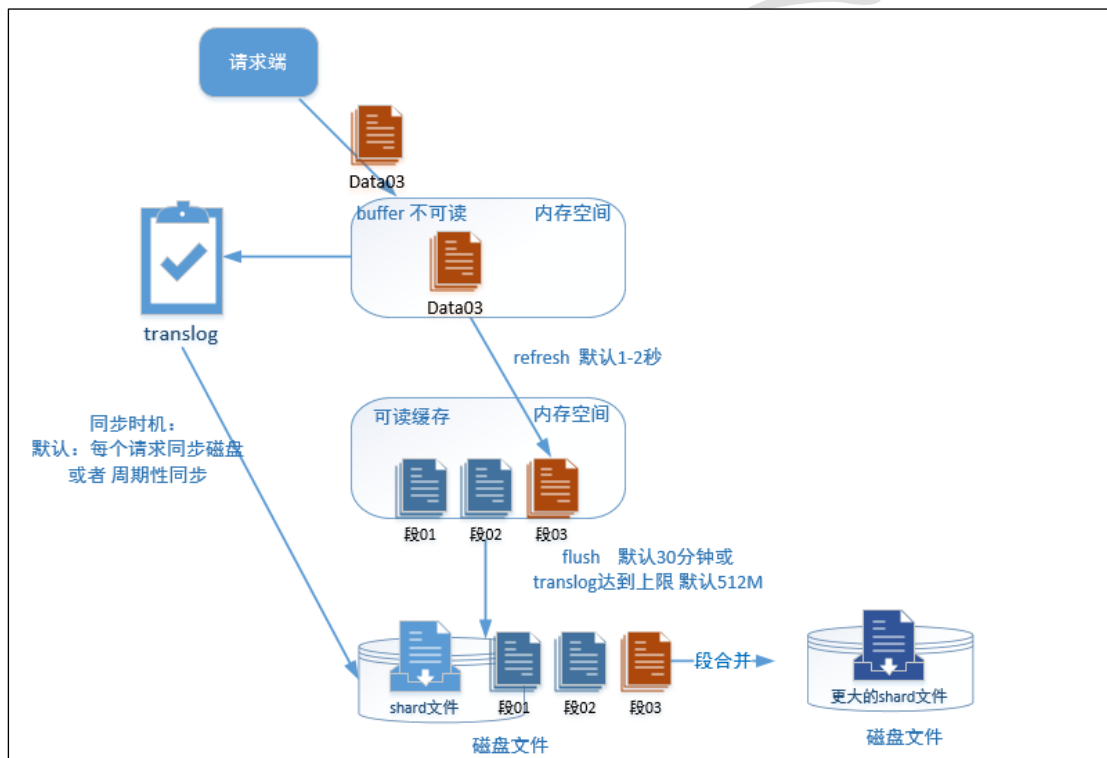 请求端
Data03
buffer 不可读
内存空间
Data03
translog
refresh 默认1-2秒
同步时机：
默认：每个请求同步磁盘
或者 周期性同步
可读缓存
内存空间
段01
段02
段03
flush 默认30分钟或
translog达到上限 默认512M
shard文件
段01
段02
段03
段合并
更大的shard文件
磁盘文件
磁盘文件